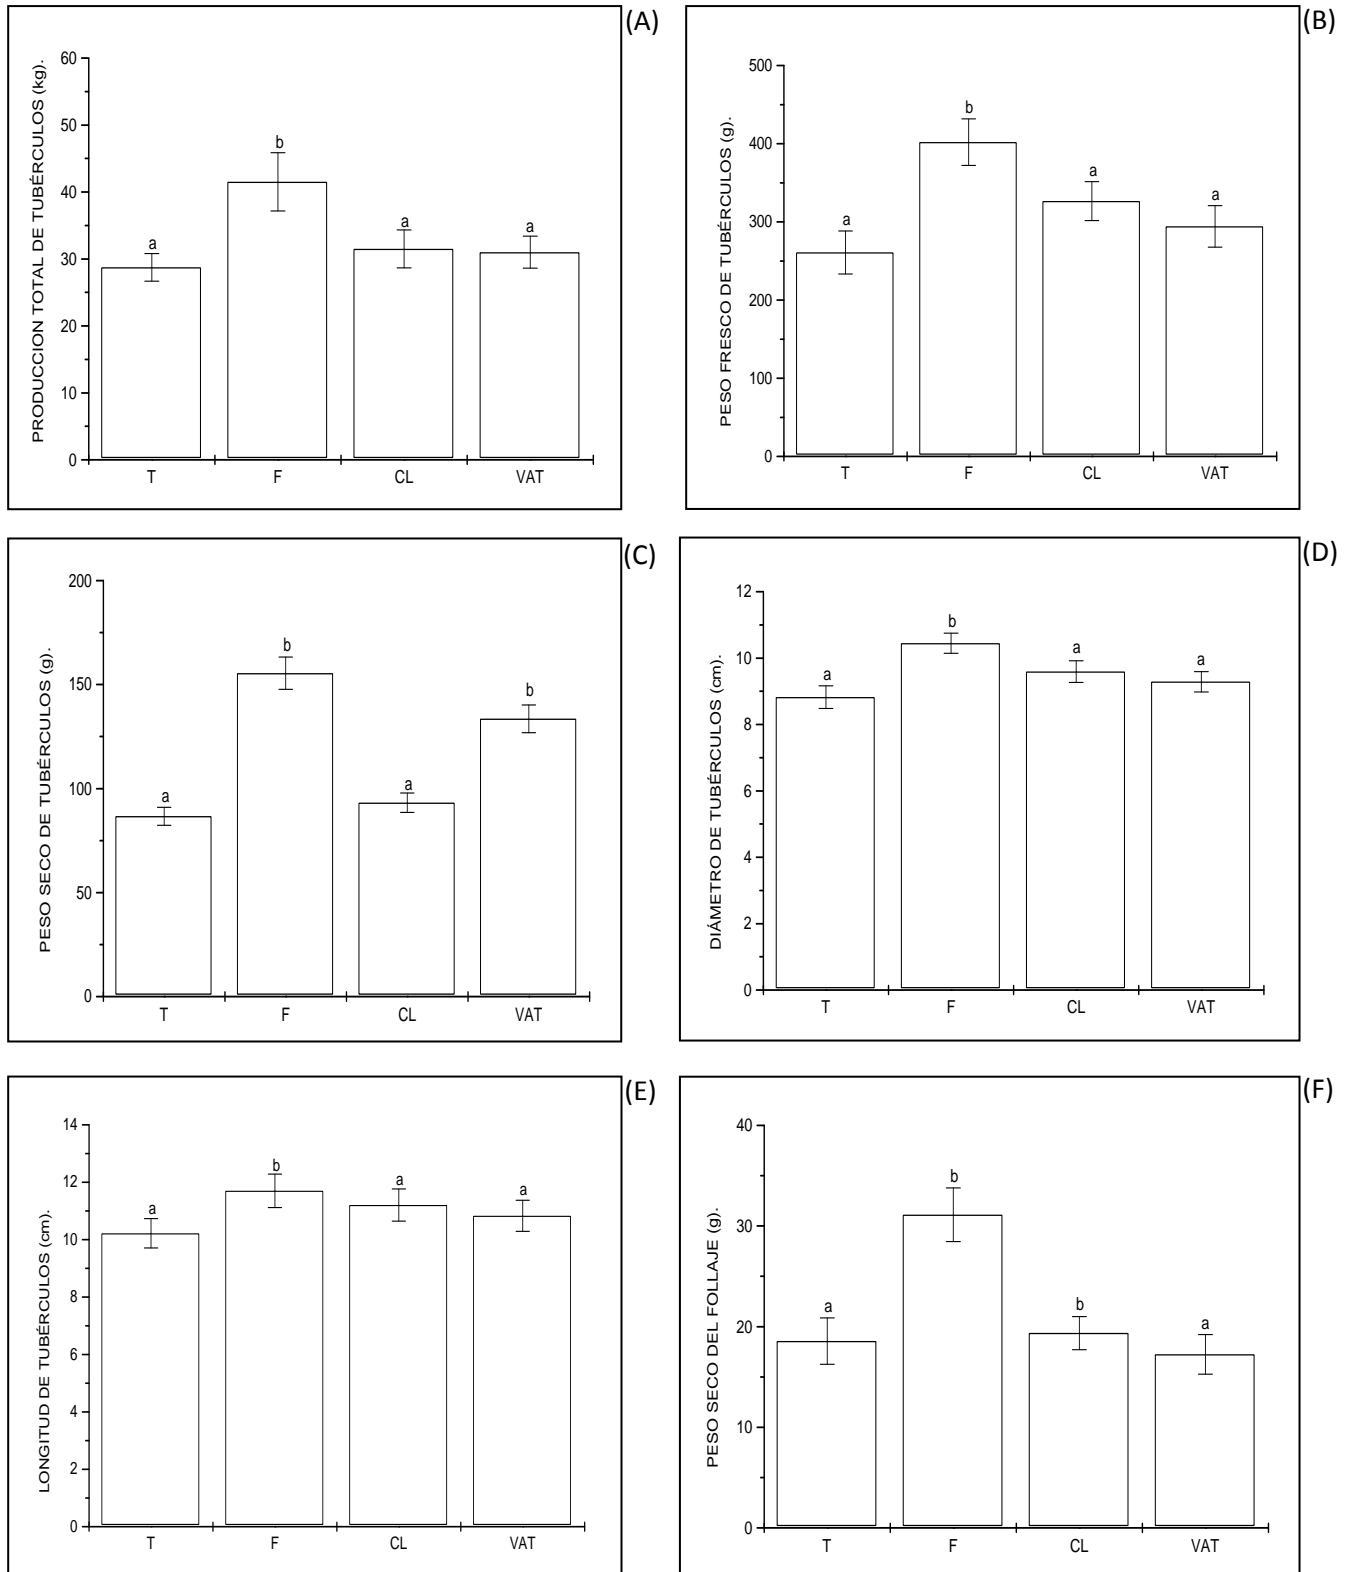 (A)
PRODUCCION TOTAL DE TUBÉRCULOS (kg).
60
50
40
30
20
10
0
a
b
a
a
T
F
CL
VAT
(B)
PESO FRESCO DE TUBÉRCULOS (g).
500
400
300
200
100
0
a
b
a
a
T
F
CL
VAT
(C)
PESO SECO DE TUBÉRCULOS (g).
200
150
100
50
0
a
b
a
b
T
F
CL
VAT
(D)
DIÁMETRO DE TUBÉRCULOS (cm).
12
10
8
6
4
2
0
a
b
a
a
T
F
CL
VAT
(E)
LONGITUD DE TUBÉRCULOS (cm).
14
12
10
8
6
4
2
0
a
b
a
a
T
F
CL
VAT
(F)
PESO SECO DEL FOLLAJE (g).
40
30
20
10
0
a
b
b
a
T
F
CL
VAT